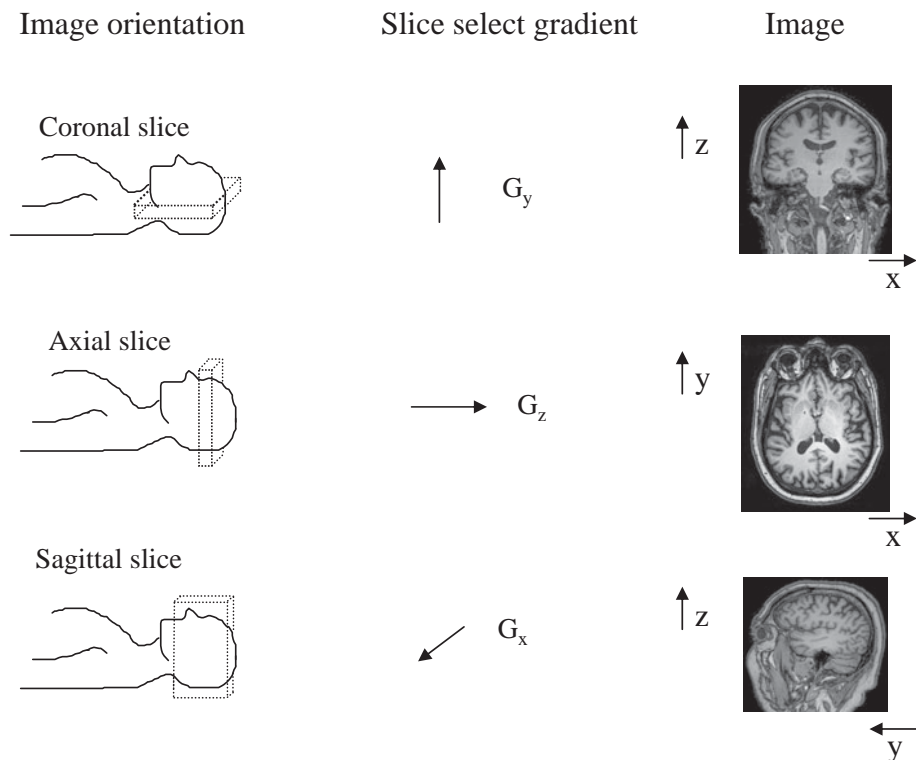 Image orientation Slice select gradient Image
Coronal slice
G_y
z
x
Axial slice
G_z
y
x
Sagittal slice
G_x
z
y